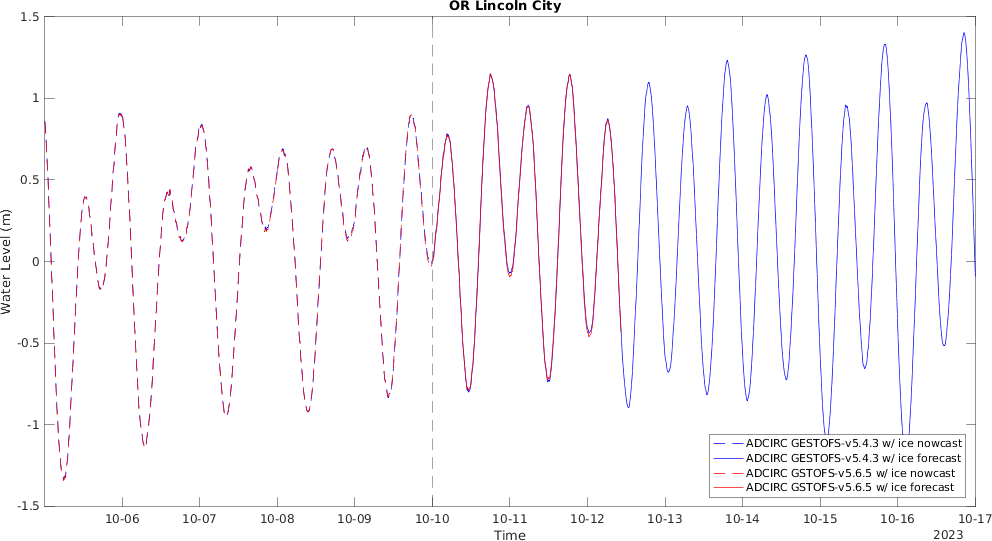 OR Lincoln City
1.5
1
0.5
0
-0.5
-1
-1.5
Water Level (m)
10-06
10-07
10-08
10-09
10-10
10-11
10-12
10-13
10-14
10-15
10-16
10-17
Time
2023
ADCIRC GESTOFS-v5.4.3 w/ ice nowcast
ADCIRC GESTOFS-v5.4.3 w/ ice forecast
ADCIRC GSTOFS-v5.6.5 w/ ice nowcast
ADCIRC GSTOFS-v5.6.5 w/ ice forecast